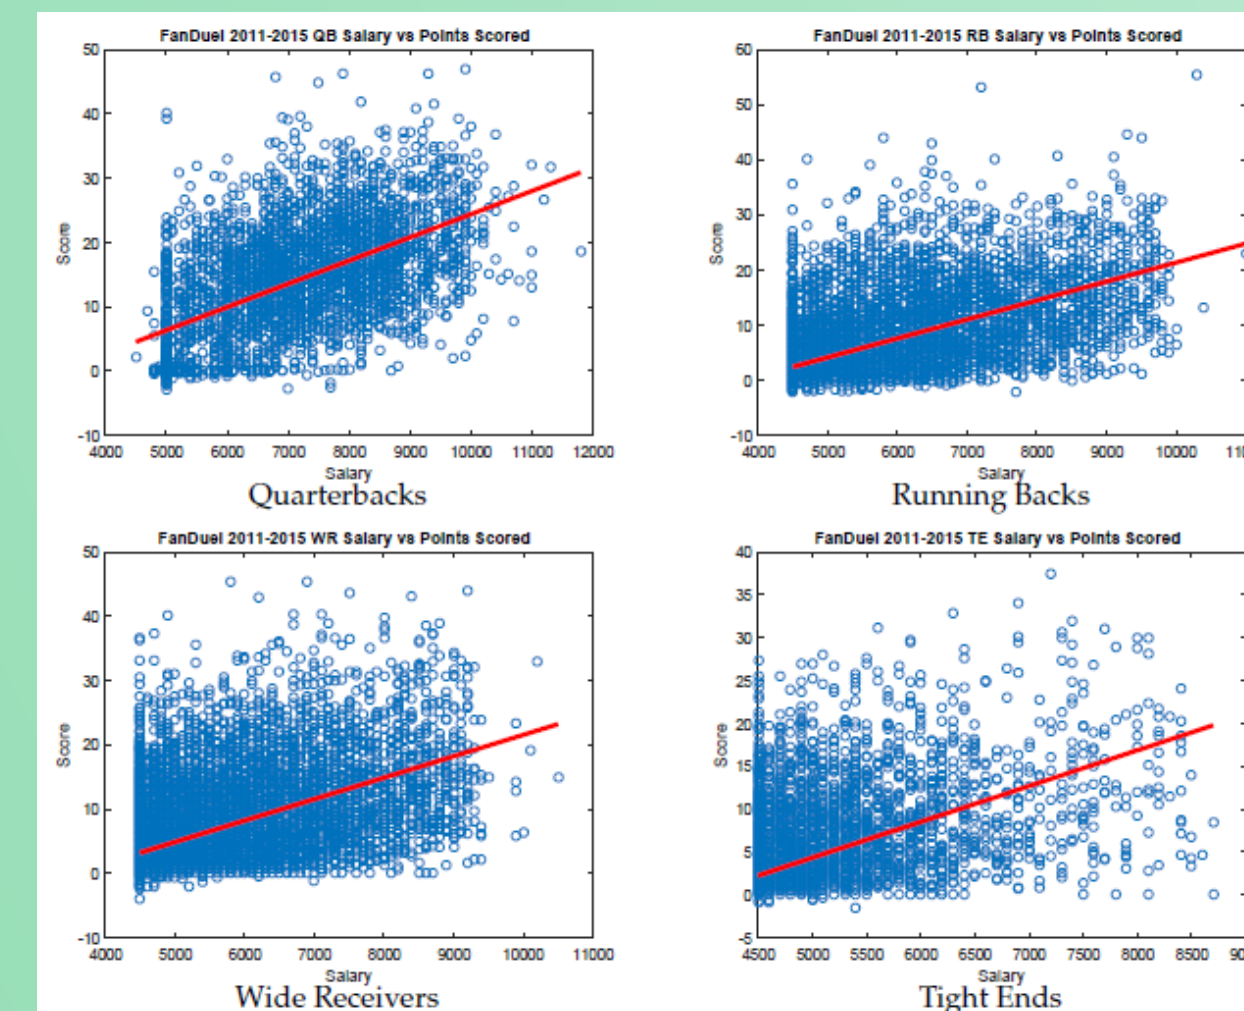 FanDuel 2011-2015 QB Salary vs Points Scored
50
40
30
20
10
0
-10
Score
4000 5000 6000 7000 8000 9000 10000 11000 12000
Salary
Quarterbacks
FanDuel 2011-2015 RB Salary vs Points Scored
60
50
40
30
20
10
0
-10
Score
4000 5000 6000 7000 8000 9000 10000
Salary
Running Backs
FanDuel 2011-2015 WR Salary vs Points Scored
50
40
30
20
10
0
-10
Score
4000 5000 6000 7000 8000 9000 10000 11000
Salary
Wide Receivers
FanDuel 2011-2015 TE Salary vs Points Scored
40
35
30
25
20
15
10
5
0
-5
Score
4500 5000 5500 6000 6500 7000 7500 8000 8500
Salary
Tight Ends